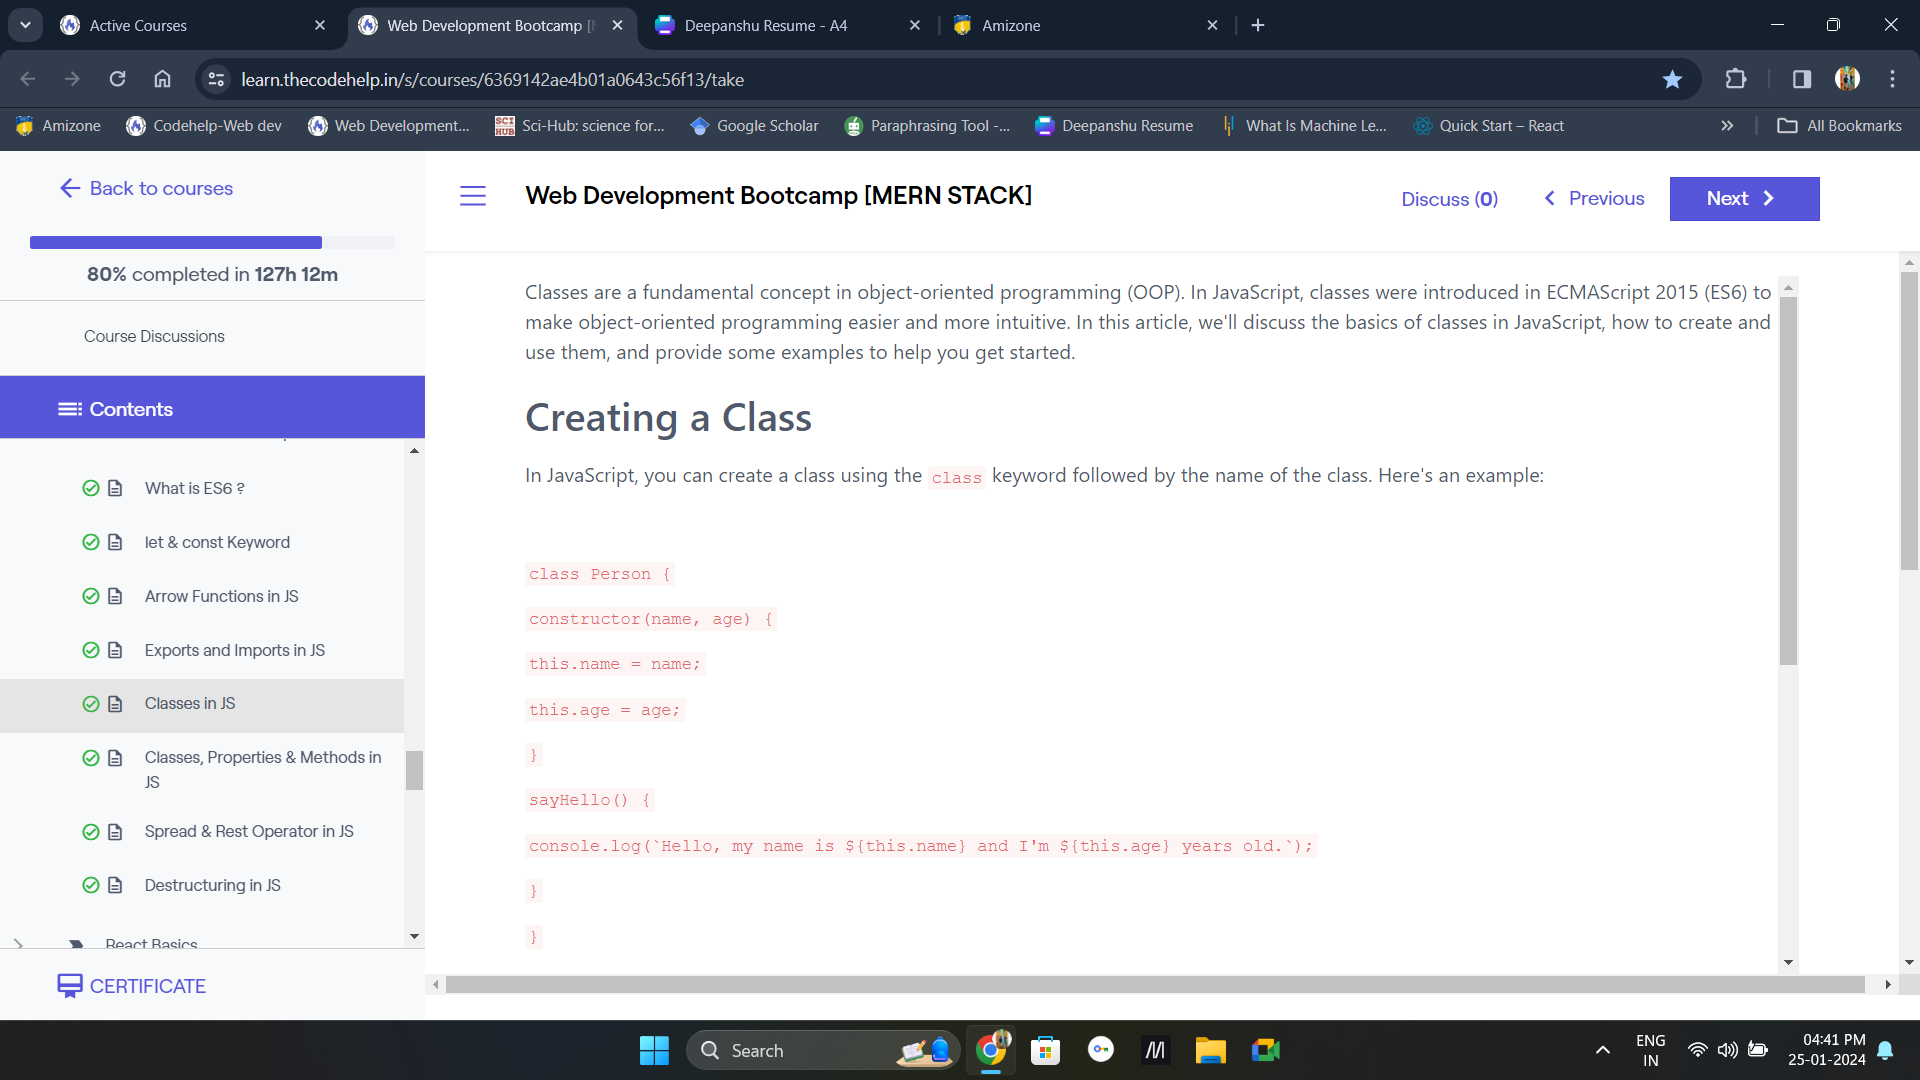 Active Courses
Web Development Bootcamp [
Deepanshu Resume - A4
Amizone
learn.thecodehelp.in/s/courses/6369142ae4b01a0643c56f13/take
Amizone
Codehelp-Web dev
Web Development...
SCI HUB
Sci-Hub: science for...
Google Scholar
Paraphrasing Tool -...
Deepanshu Resume
What Is Machine Le...
Quick Start – React
All Bookmarks
Back to courses
80% completed in 127h 12m
Course Discussions
Contents
What is ES6 ?
let & const Keyword
Arrow Functions in JS
Exports and Imports in JS
Classes in JS
Classes, Properties & Methods in
JS
Spread & Rest Operator in JS
Destructuring in JS
React Basics
CERTIFICATE
Web Development Bootcamp [MERN STACK]
Discuss (0)
Previous
Next
Classes are a fundamental concept in object-oriented programming (OOP). In JavaScript, classes were introduced in ECMAScript 2015 (ES6) to
make object-oriented programming easier and more intuitive. In this article, we'll discuss the basics of classes in JavaScript, how to create and
use them, and provide some examples to help you get started.
Creating a Class
In JavaScript, you can create a class using the class keyword followed by the name of the class. Here's an example:
class Person {
constructor(name, age) {
this.name = name;
this.age = age;
}
sayHello() {
console.log(`Hello, my name is ${this.name} and I'm ${this.age} years old.`);
}
}
Search
ENG
IN
04:41 PM
25-01-2024